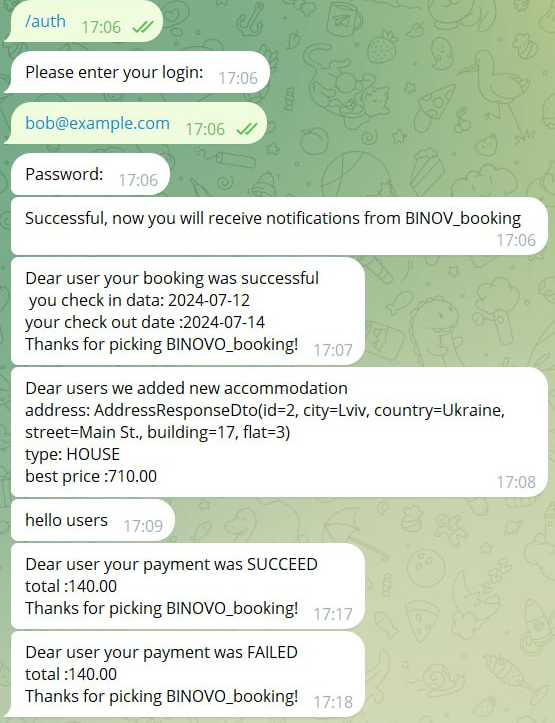 /auth 17:06
Please enter your login: 17:06
bob@example.com 17:06
Password: 17:06
Successful, now you will receive notifications from BINOV_booking
17:06
Dear user your booking was successful
you check in data: 2024-07-12
your check out date :2024-07-14
Thanks for picking BINOVO_booking! 17:07
Dear users we added new accommodation
address: AddressResponseDto(id=2, city=Lviv, country=Ukraine,
street=Main St., building=17, flat=3)
type: HOUSE
best price :710.00 17:08
hello users 17:09
Dear user your payment was SUCCEED
total :140.00
Thanks for picking BINOVO_booking! 17:17
Dear user your payment was FAILED
total :140.00
Thanks for picking BINOVO_booking! 17:18